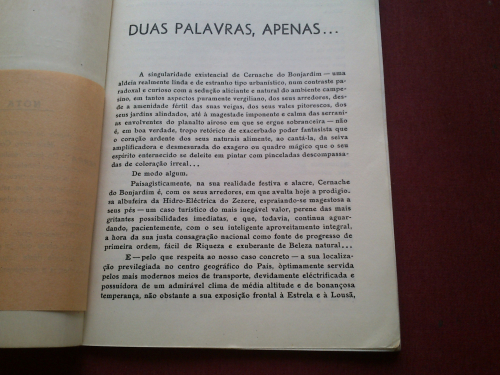 DUAS PALAVRAS, APENAS...
A singularidade existencial de Cernache do Bonjardim — uma
aldeia realmente linda e de estranho tipo urbanístico, num contraste pa-
radoxal e curioso com a sedução aliciante e natural do ambiente campe-
sino, em tantos aspectos puramente vergiliano, dos seus arredores, des-
de a amenidade fértil das suas veigas, dos seus vales pitorescos, dos
seus jardins alindados, até à magestade imponente e calma das serrani-
as envolventes do planalto airoso em que se ergue sobranceira — não
é, em boa verdade, tropo retórico de exacerbado poder fantasista que
o coração ardente dos seus naturais alimente, ao cantá-la, da seiva
amplificadora e desmesurada do exagero ou quadro mágico que o seu
espírito enternecido se deleite em pintar com pinceladas descompassa-
das de coloração irreal...
De modo algum.
Paisagisticamente, na sua realidade festiva e alacre, Cernache
do Bonjardim é, com os seus arredores, em que avulta hoje a prodigio-
sa albufeira da Hidro-Eléctrica do Zezere, espraiando-se magestosa a
seus pés — um caso turístico do mais inegável valor, perene das mais
gritantes possibilidades imediatas, e que, todavia, continua aguar-
dando, pacientemente, com o seu inteligente aproveitamento integral,
a hora da sua justa consagração nacional como fonte de progresso de
primeira ordem, fácil de Riqueza e exuberante de Beleza natural...
E — pelo que respeita ao nosso caso concreto — a sua localiza-
ção previlegiada no centro geográfico do País, òptimamente servida
pelos mais modernos meios de transporte, devidamente eléctrificada e
possuidora de um admirável clima de média altitude e de bonançosa
temperança, não obstante a sua exposição frontal à Estrela e à Lousã,